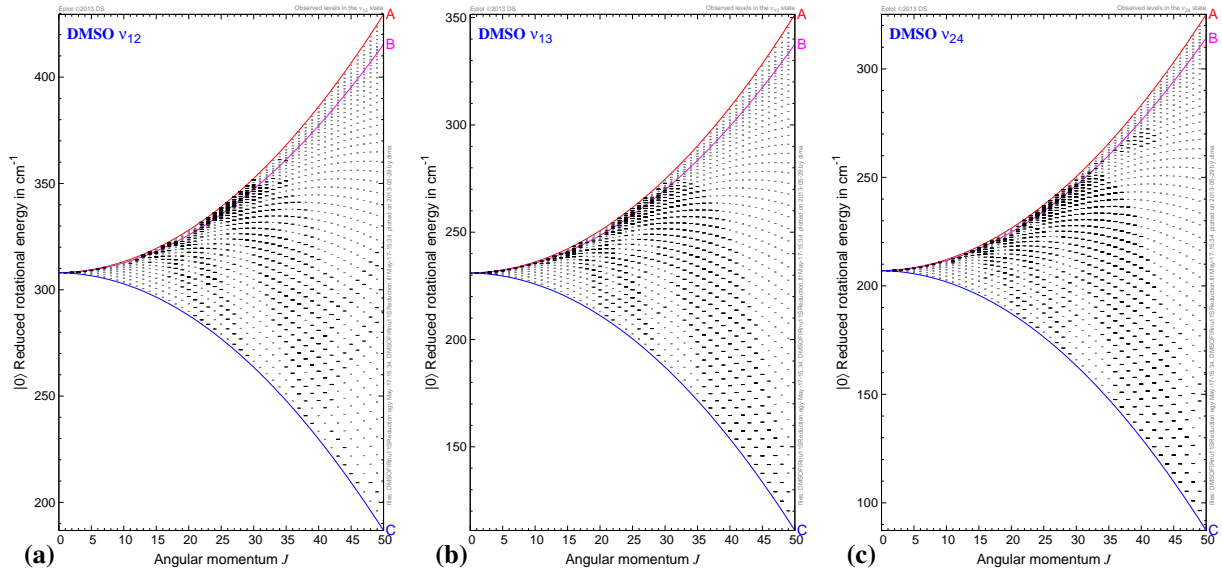 Eplot ©2013 DS
Observed levels in the ν12 state
DMSO ν12
A
B
C
|0⟩ Reduced rotational energy in cm-1
400
350
300
250
200
0 5 10 15 20 25 30 35 40 45 50
Angular momentum J
(a)
Eplot ©2013 DS
Observed levels in the ν13 state
DMSO ν13
A
B
C
|0⟩ Reduced rotational energy in cm-1
350
300
250
200
150
0 5 10 15 20 25 30 35 40 45 50
Angular momentum J
(b)
Eplot ©2013 DS
Observed levels in the ν24 state
DMSO ν24
A
B
C
|0⟩ Reduced rotational energy in cm-1
300
250
200
150
100
0 5 10 15 20 25 30 35 40 45 50
Angular momentum J
(c)